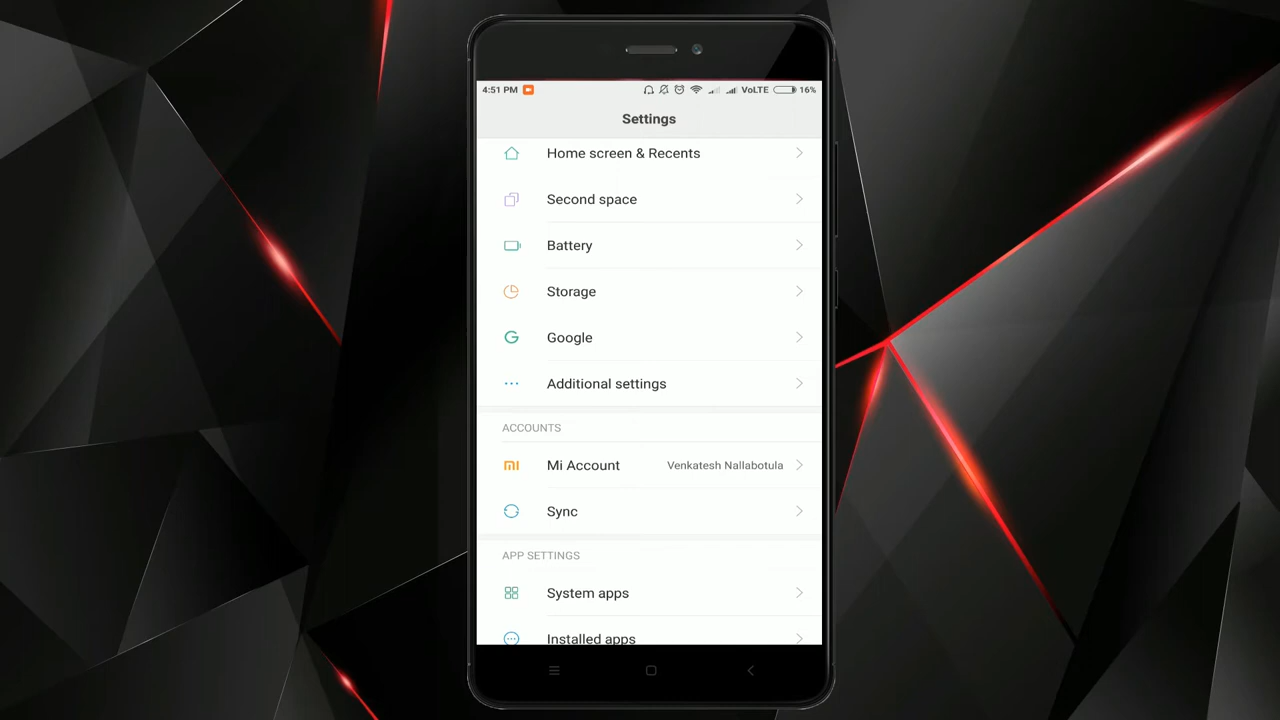 4:51 PM VoLTE 16%
Settings
Home screen & Recents
Second space
Battery
Storage
Google
Additional settings
ACCOUNTS
Mi Account Venkatesh Nallabotula
Sync
APP SETTINGS
System apps
Installed apps